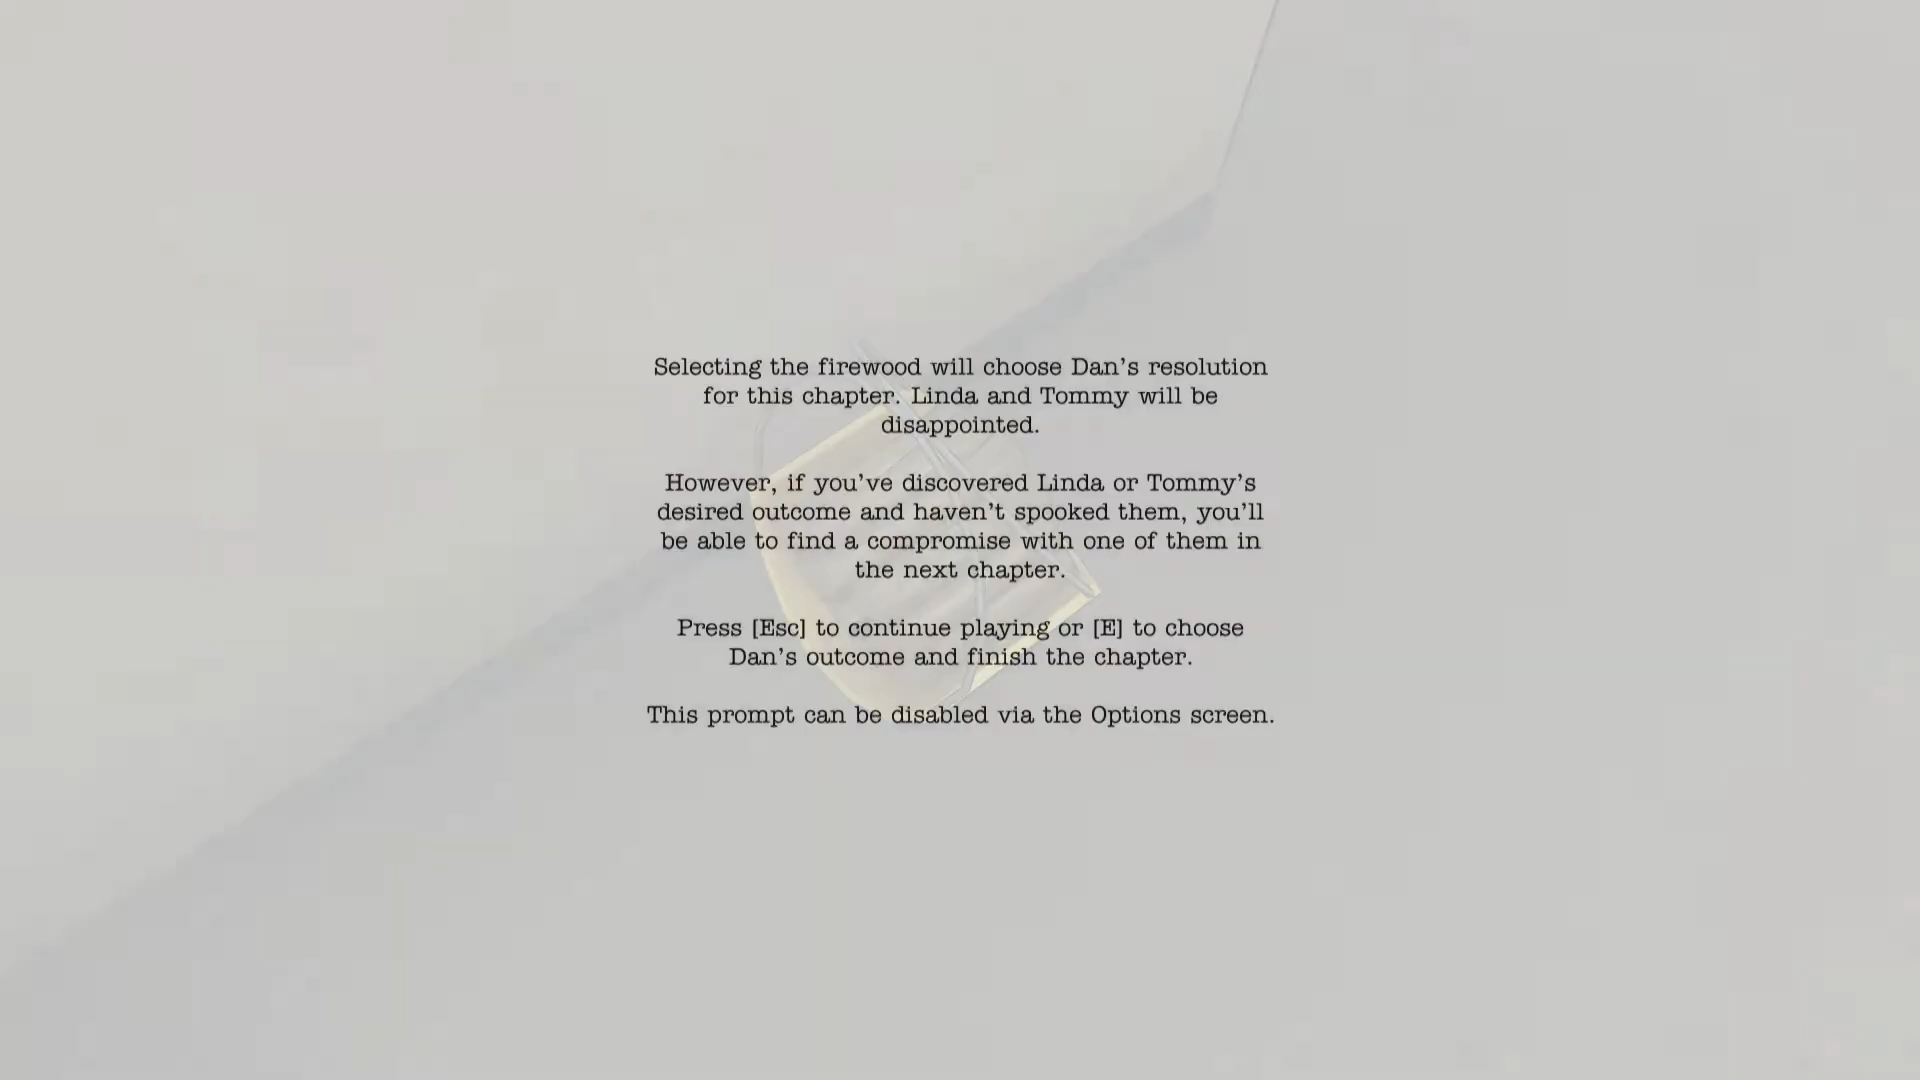 Selecting the firewood will choose Dan’s resolution
for this chapter. Linda and Tommy will be
disappointed.
However, if you’ve discovered Linda or Tommy’s
desired outcome and haven’t spooked them, you’ll
be able to find a compromise with one of them in
the next chapter.
Press [Esc] to continue playing or [E] to choose
Dan’s outcome and finish the chapter.
This prompt can be disabled via the Options screen.